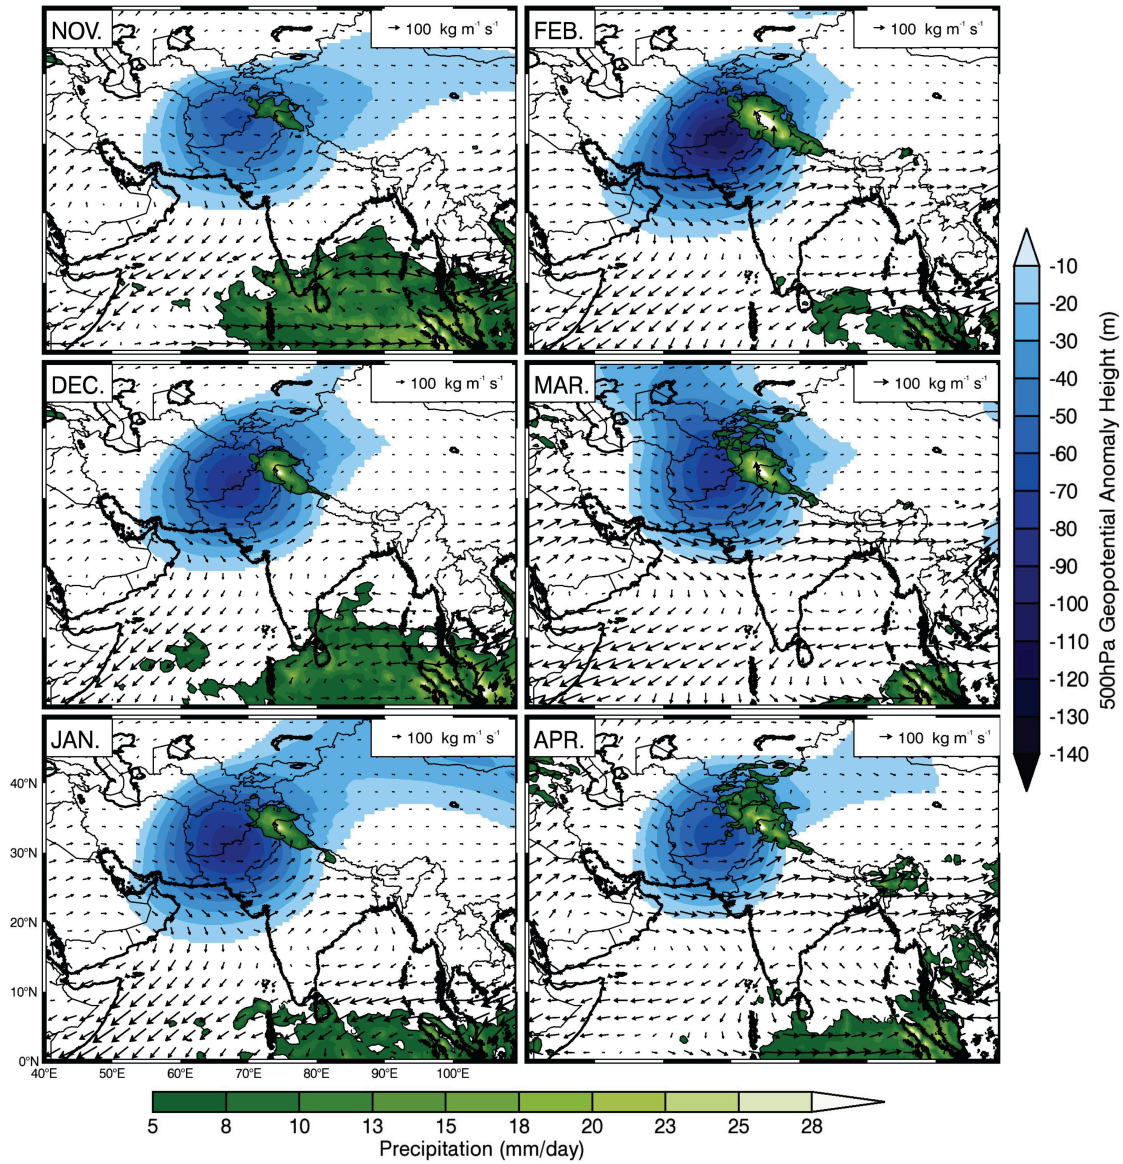 NOV.
→ 100 kg m⁻¹ s⁻¹
FEB.
→ 100 kg m⁻¹ s⁻¹
DEC.
→ 100 kg m⁻¹ s⁻¹
MAR.
→ 100 kg m⁻¹ s⁻¹
JAN.
→ 100 kg m⁻¹ s⁻¹
APR.
→ 100 kg m⁻¹ s⁻¹
40°N
30°N
20°N
10°N
0°N
40°E
50°E
60°E
70°E
80°E
90°E
100°E
-10
-20
-30
-40
-50
-60
-70
-80
-90
-100
-110
-120
-130
-140
500hPa Geopotential Anomaly Height (m)
5 8 10 13 15 18 20 23 25 28
Precipitation (mm/day)